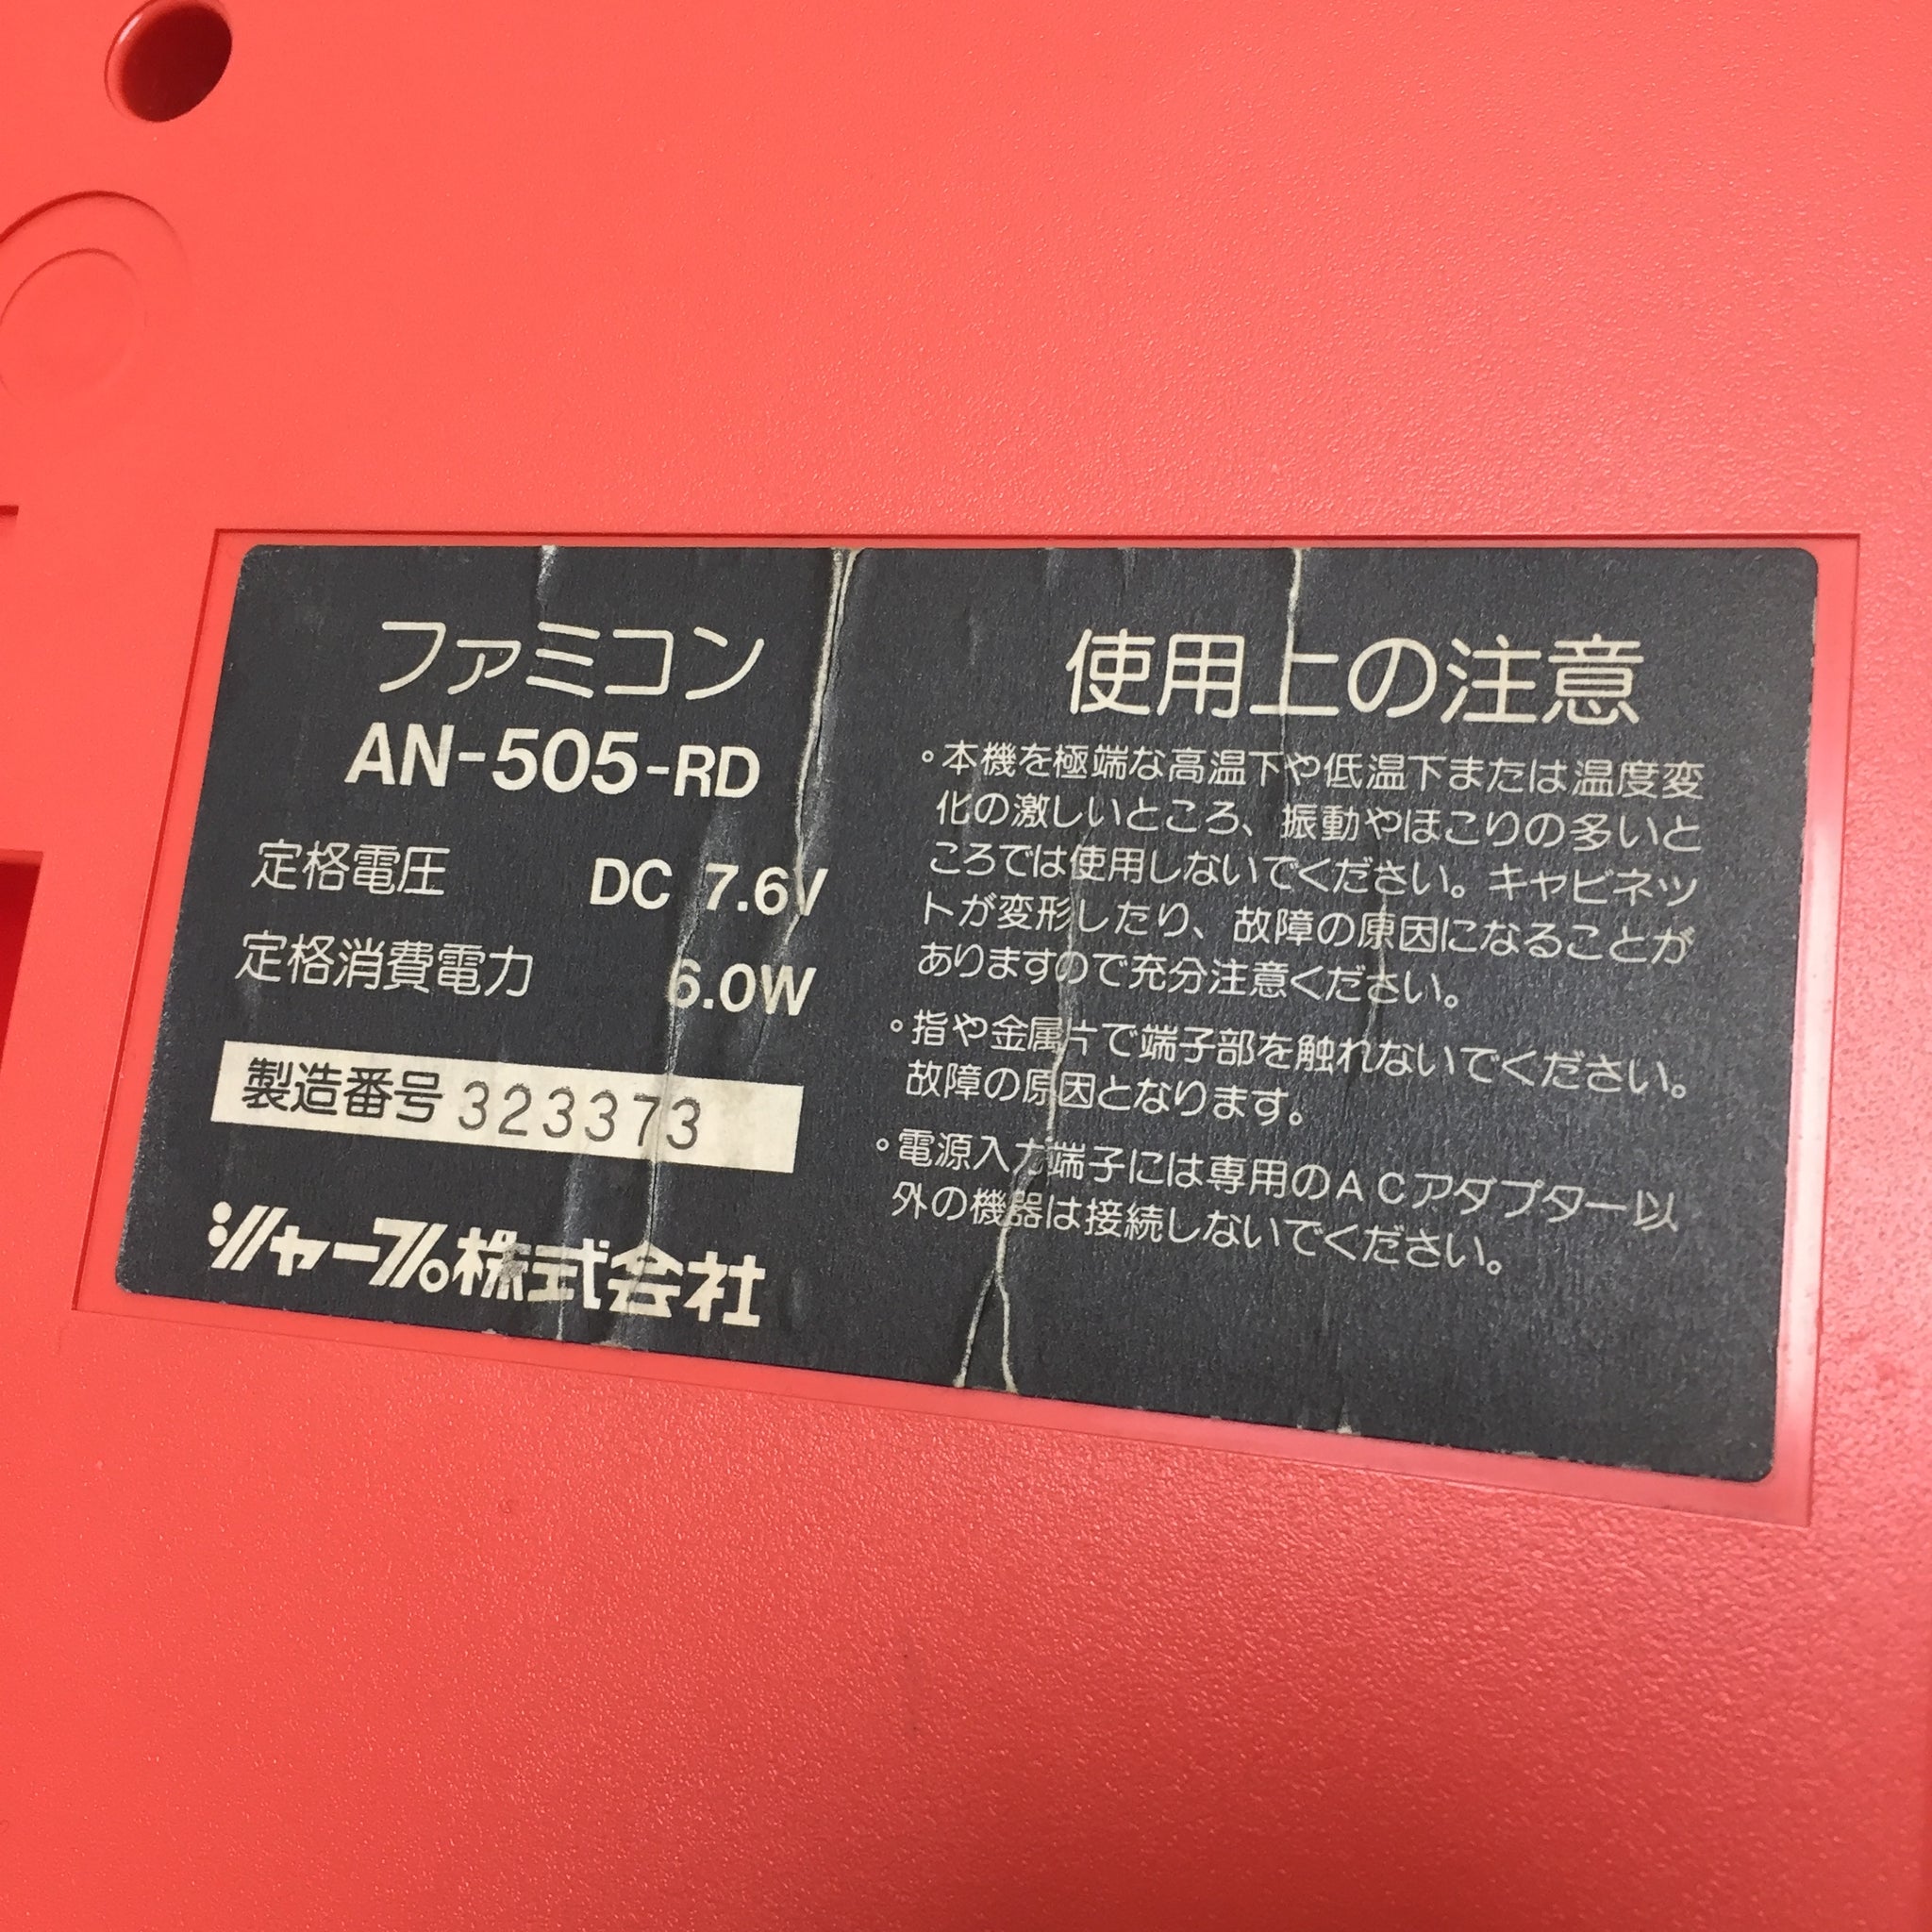 ファミコン
AN-505-RD
定格電圧 DC 7.6V
定格消費電力 6.0W
製造番号 323373
シャープ株式会社
使用上の注意
。本機を極端な高温下や低温下または温度変
化の激しいところ、振動やほこりの多いと
ころでは使用しないでください。キャビネッ
トが変形したり、故障の原因になることが
ありますので充分注意ください。
。指や金属片で端子部を触れないでください。
故障の原因となります。
。電源入力端子には専用のACアダプター以
外の機器は接続しないでください。